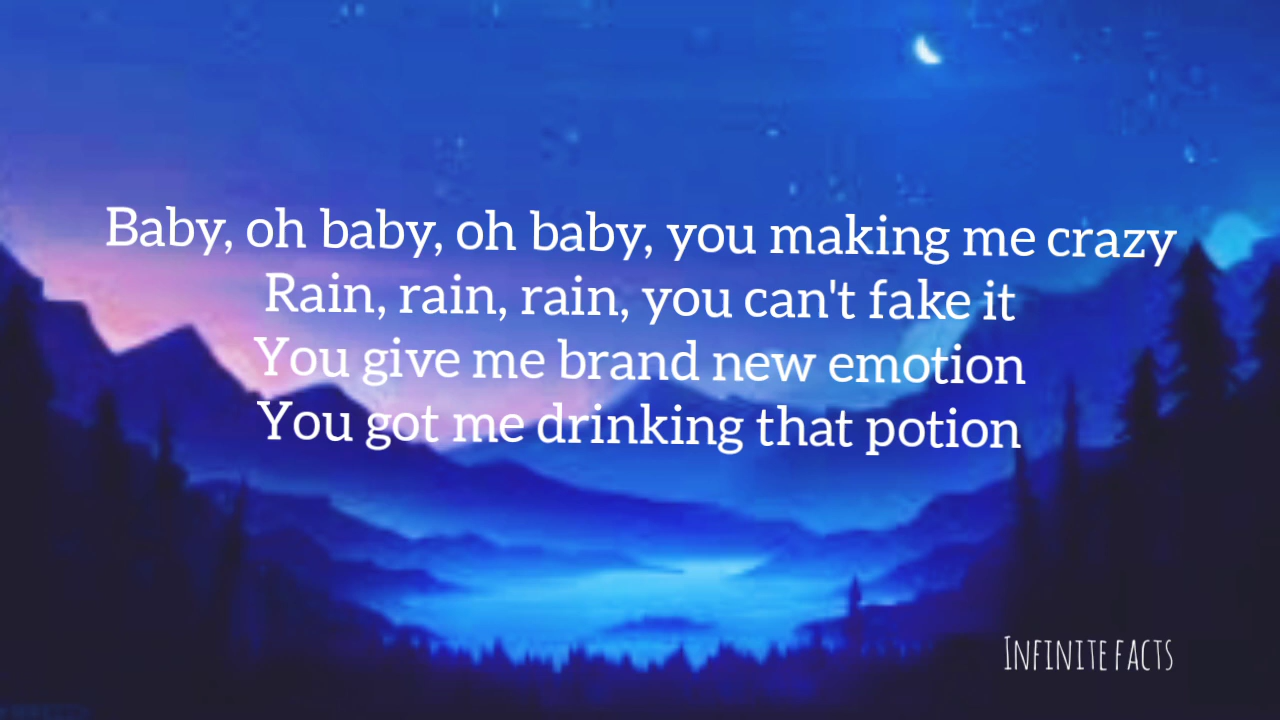 Baby, oh baby, oh baby, you making me crazy
Rain, rain, rain, you can't fake it
You give me brand new emotion
You got me drinking that potion
Infinite facts